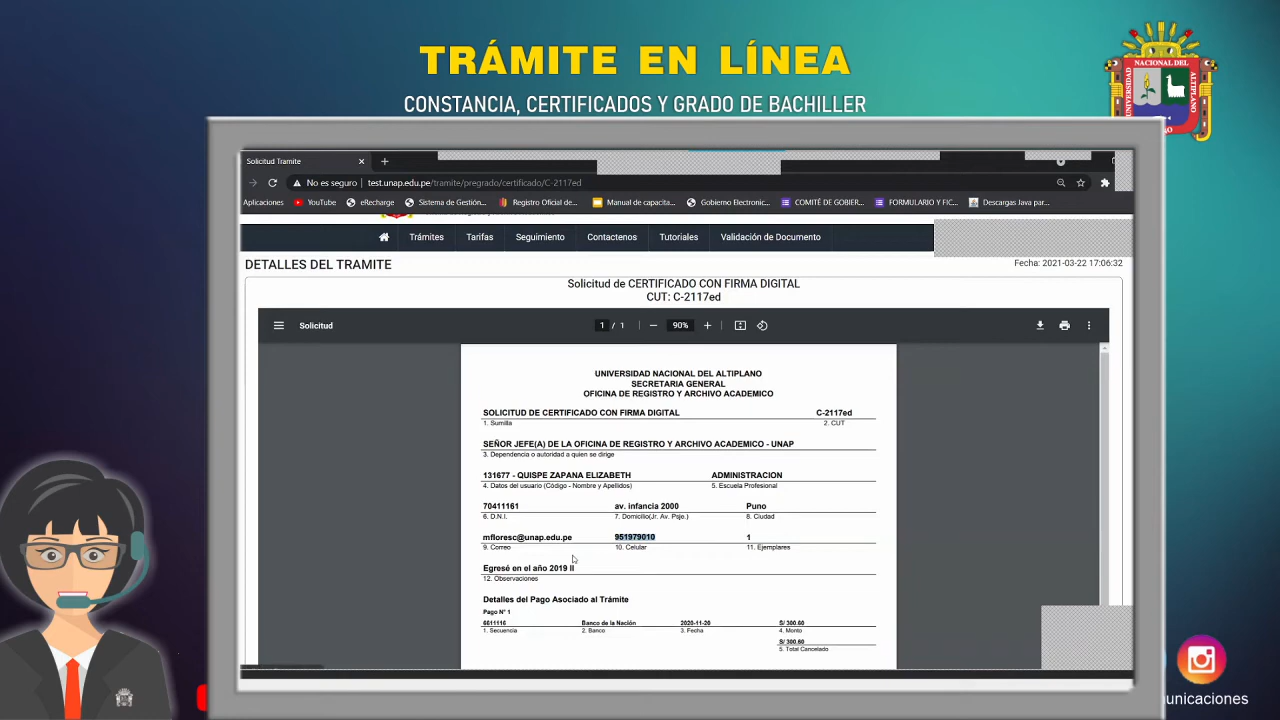 TRÁMITE EN LÍNEA
CONSTANCIA, CERTIFICADOS Y GRADO DE BACHILLER
UNIVERSIDAD NACIONAL DEL
Solicitud Tramite
No es seguro test.unap.edu.pe/tramite/pregrado/certificado/C-2117ed
Aplicaciones YouTube eRecharge Sistema de Gestión... Registro Oficial de... Manual de capacita... Gobierno Electronic... COMITÉ DE GOBIER... FORMULARIO Y FIC... Descargas Java par...
Trámites Tarifas Seguimiento Contactenos Tutoriales Validación de Documento
DETALLES DEL TRAMITE Fecha: 2021-03-22 17:06:32
Solicitud de CERTIFICADO CON FIRMA DIGITAL
CUT: C-2117ed
Solicitud 1 / 1 90%
UNIVERSIDAD NACIONAL DEL ALTIPLANO
SECRETARIA GENERAL
OFICINA DE REGISTRO Y ARCHIVO ACADEMICO
SOLICITUD DE CERTIFICADO CON FIRMA DIGITAL C-2117ed
1. Sumilla 2. CUT
SEÑOR JEFE(A) DE LA OFICINA DE REGISTRO Y ARCHIVO ACADEMICO - UNAP
3. Dependencia o autoridad a quien se dirige
131677 - QUISPE ZAPANA ELIZABETH ADMINISTRACION
4. Datos del usuario (Código - Nombre y Apellidos) 5. Escuela Profesional
70411161 av. infancia 2000 Puno
6. D.N.I. 7. Domicilio(Jr. Av. Psje.) 8. Ciudad
mfloresc@unap.edu.pe 951979010 1
9. Correo 10. Celular 11. Ejemplares
Egresé en el año 2019 II
12. Observaciones
Detalles del Pago Asociado al Trámite
Pago N° 1
6611116 Banco de la Nación 2020-11-20 S/ 300.60
1. Secuencia 2. Banco 3. Fecha 4. Monto
S/ 300.60
5. Total Cancelado
unicaciones